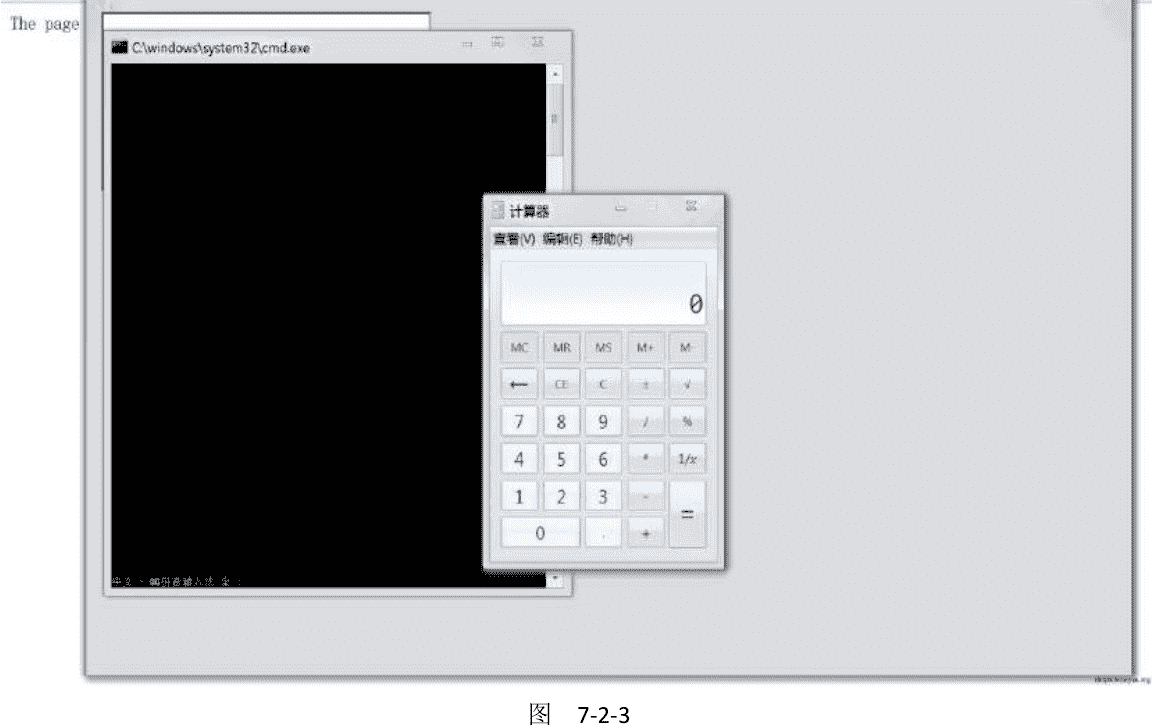 The page
C:\windows\system32\cmd.exe
计算器
查看(V) 编辑(E) 帮助(H)
0
MC MR MS M+ M-
← CE C ± √
7 8 9 / %
4 5 6 * 1/x
1 2 3 - =
0 . +
图 7-2-3